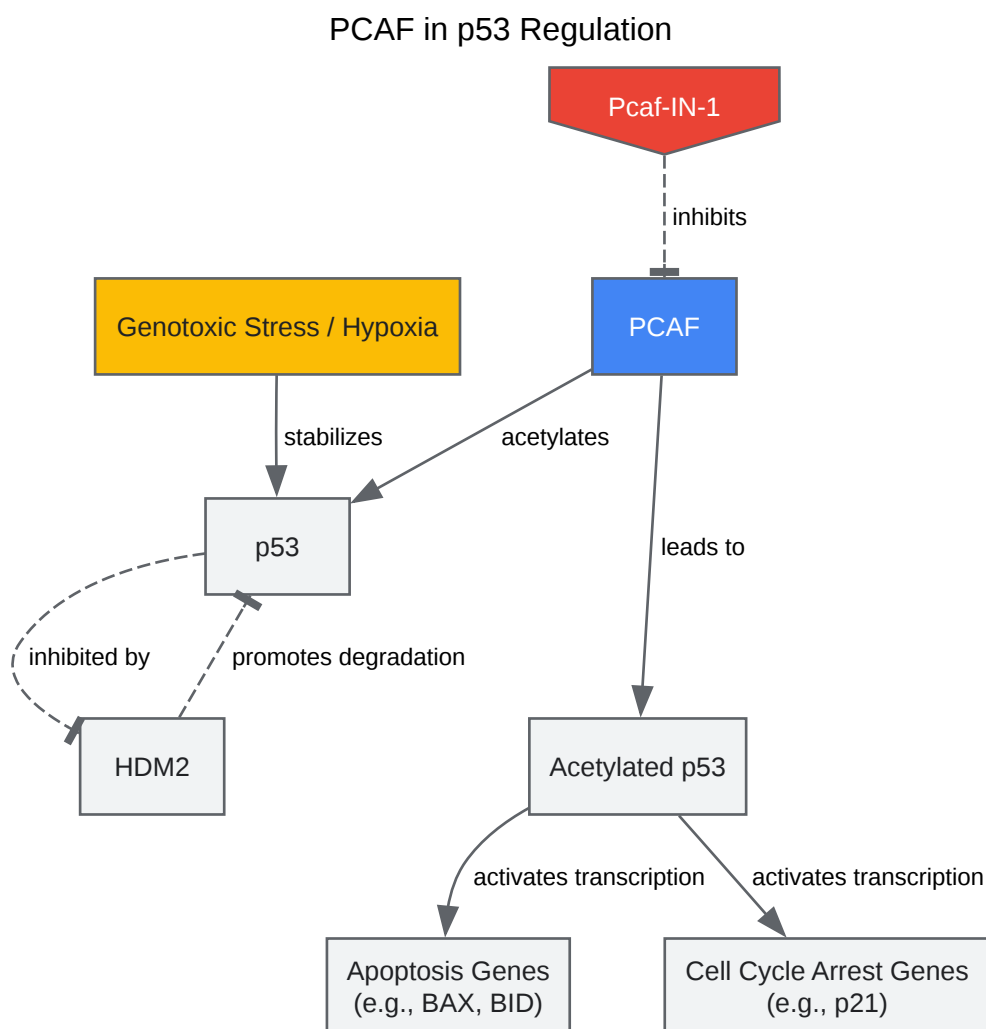 PCAF in p53 Regulation
Pcaf-IN-1
inhibits
Genotoxic Stress / Hypoxia
PCAF
stabilizes
acetylates
p53
leads to
inhibited by
promotes degradation
HDM2
Acetylated p53
activates transcription
activates transcription
Apoptosis Genes
(e.g., BAX, BID)
Cell Cycle Arrest Genes
(e.g., p21)